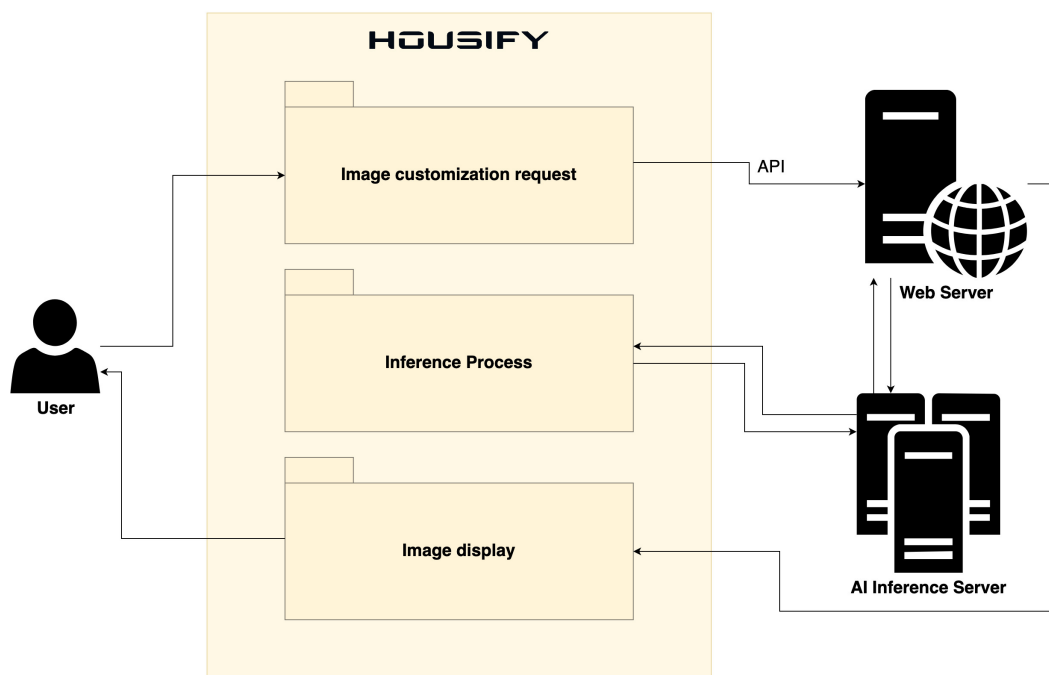 HOUSIFY
Image customization request
API
Web Server
Inference Process
User
Image display
AI Inference Server